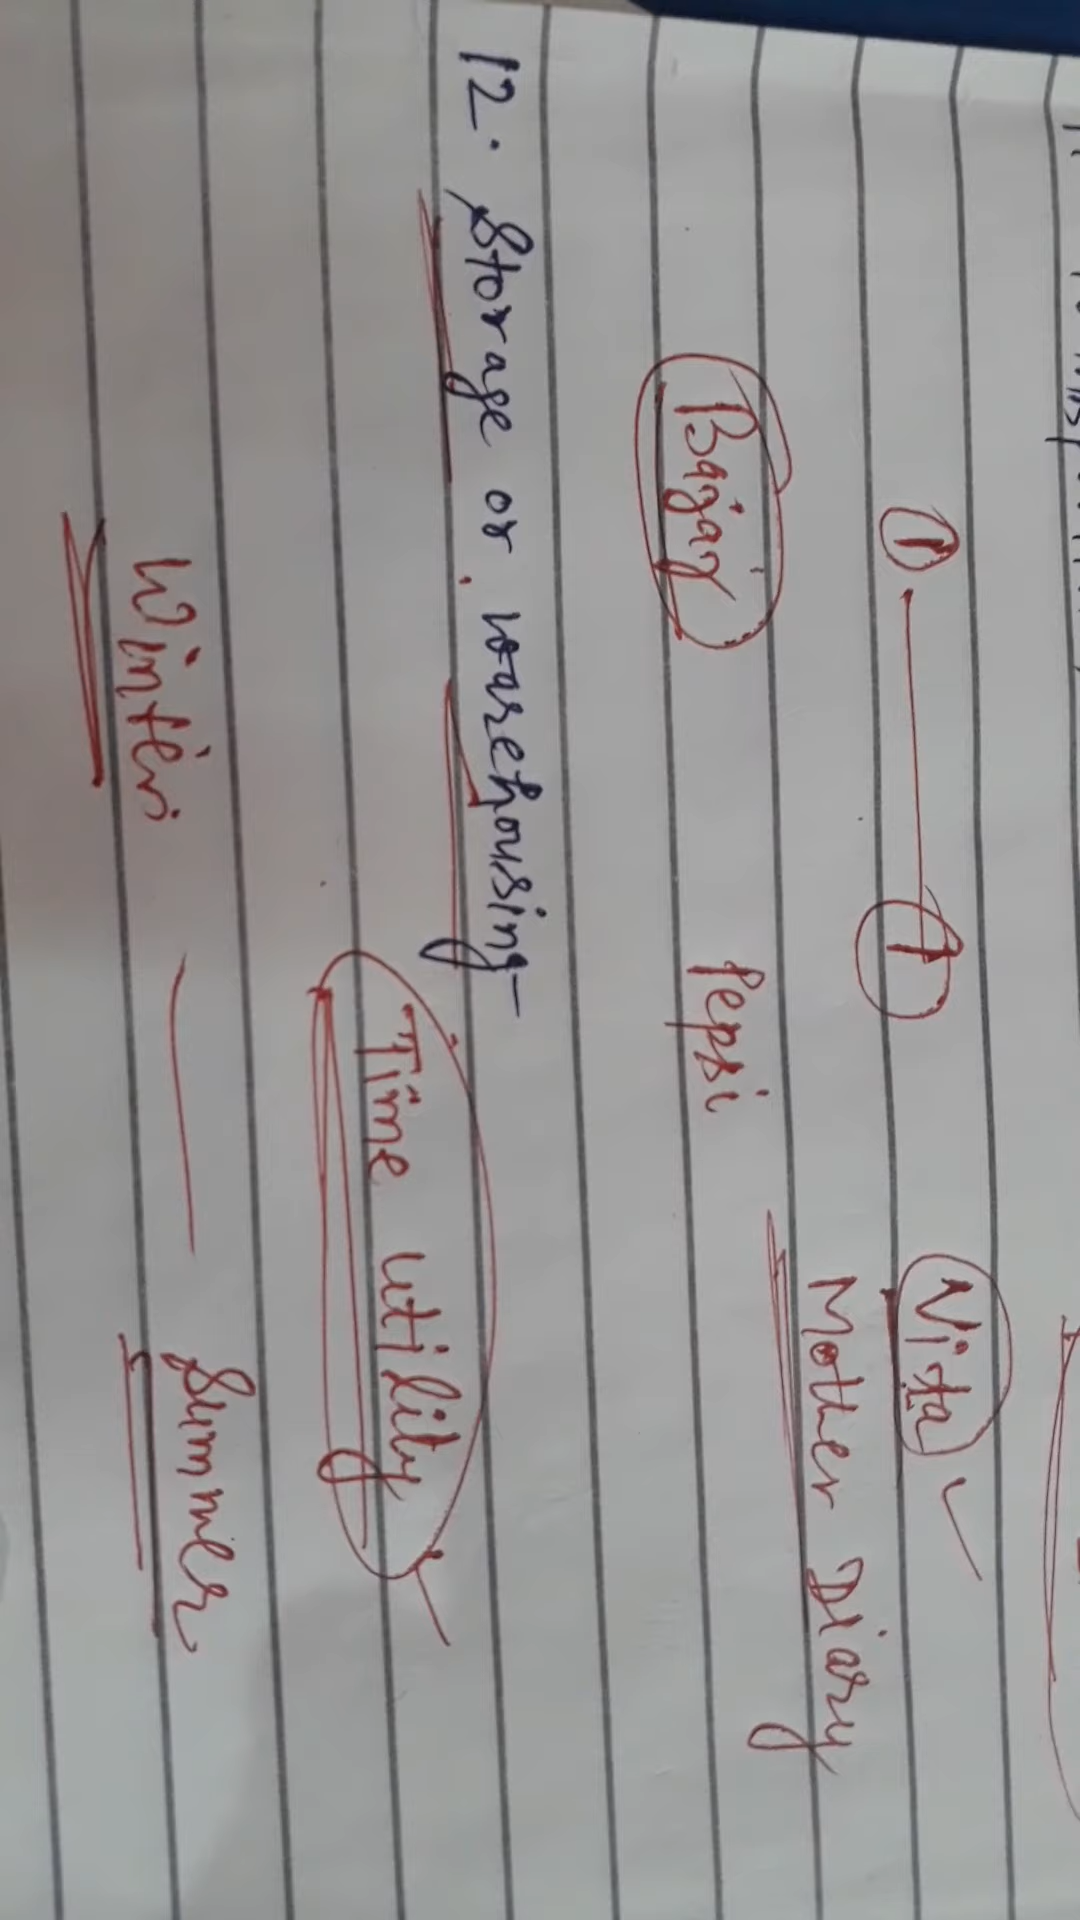 ① — ① Vita
Mother Diary
Bajaj Pepsi
12. Storage or warehousing-
Time utility
Winter — Summer